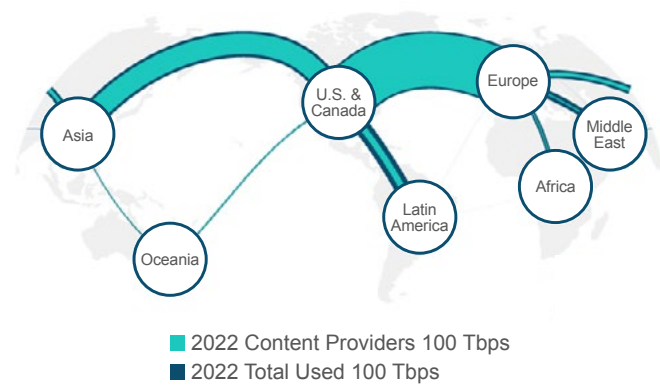 Asia
U.S. &
Canada
Europe
Middle
East
Africa
Latin
America
Oceania
2022 Content Providers 100 Tbps
2022 Total Used 100 Tbps